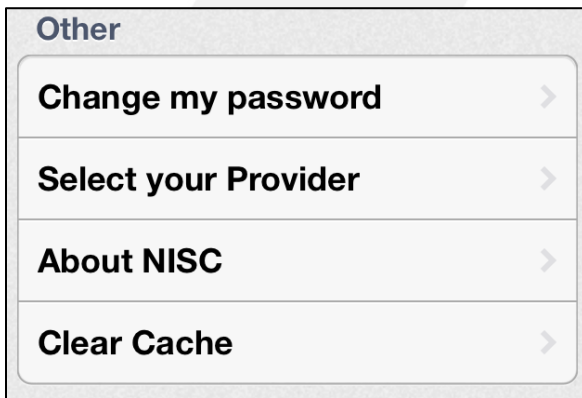 Other
Change my password
Select your Provider
About NISC
Clear Cache